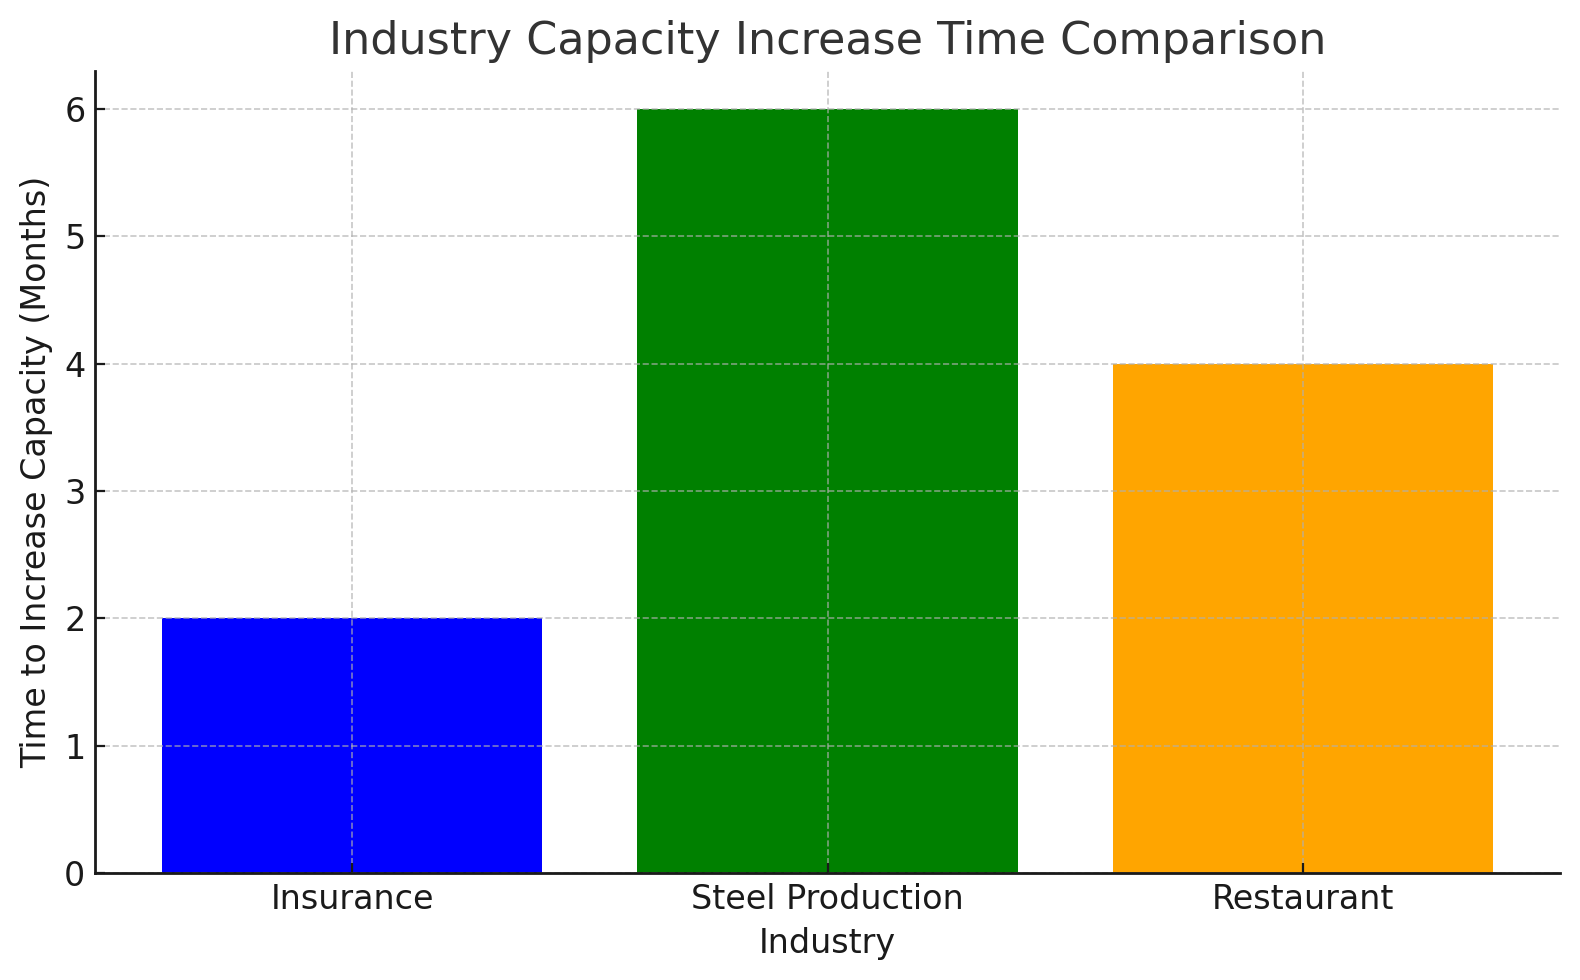 Industry Capacity Increase Time Comparison
Time to Increase Capacity (Months)
6
5
4
3
2
1
0
Insurance
Steel Production
Restaurant
Industry